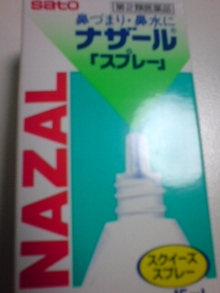 sato
第2類医薬品
鼻づまり・鼻水に
ナザール®
「スプレー」
NAZAL
スクイーズ
スプレー
15mL